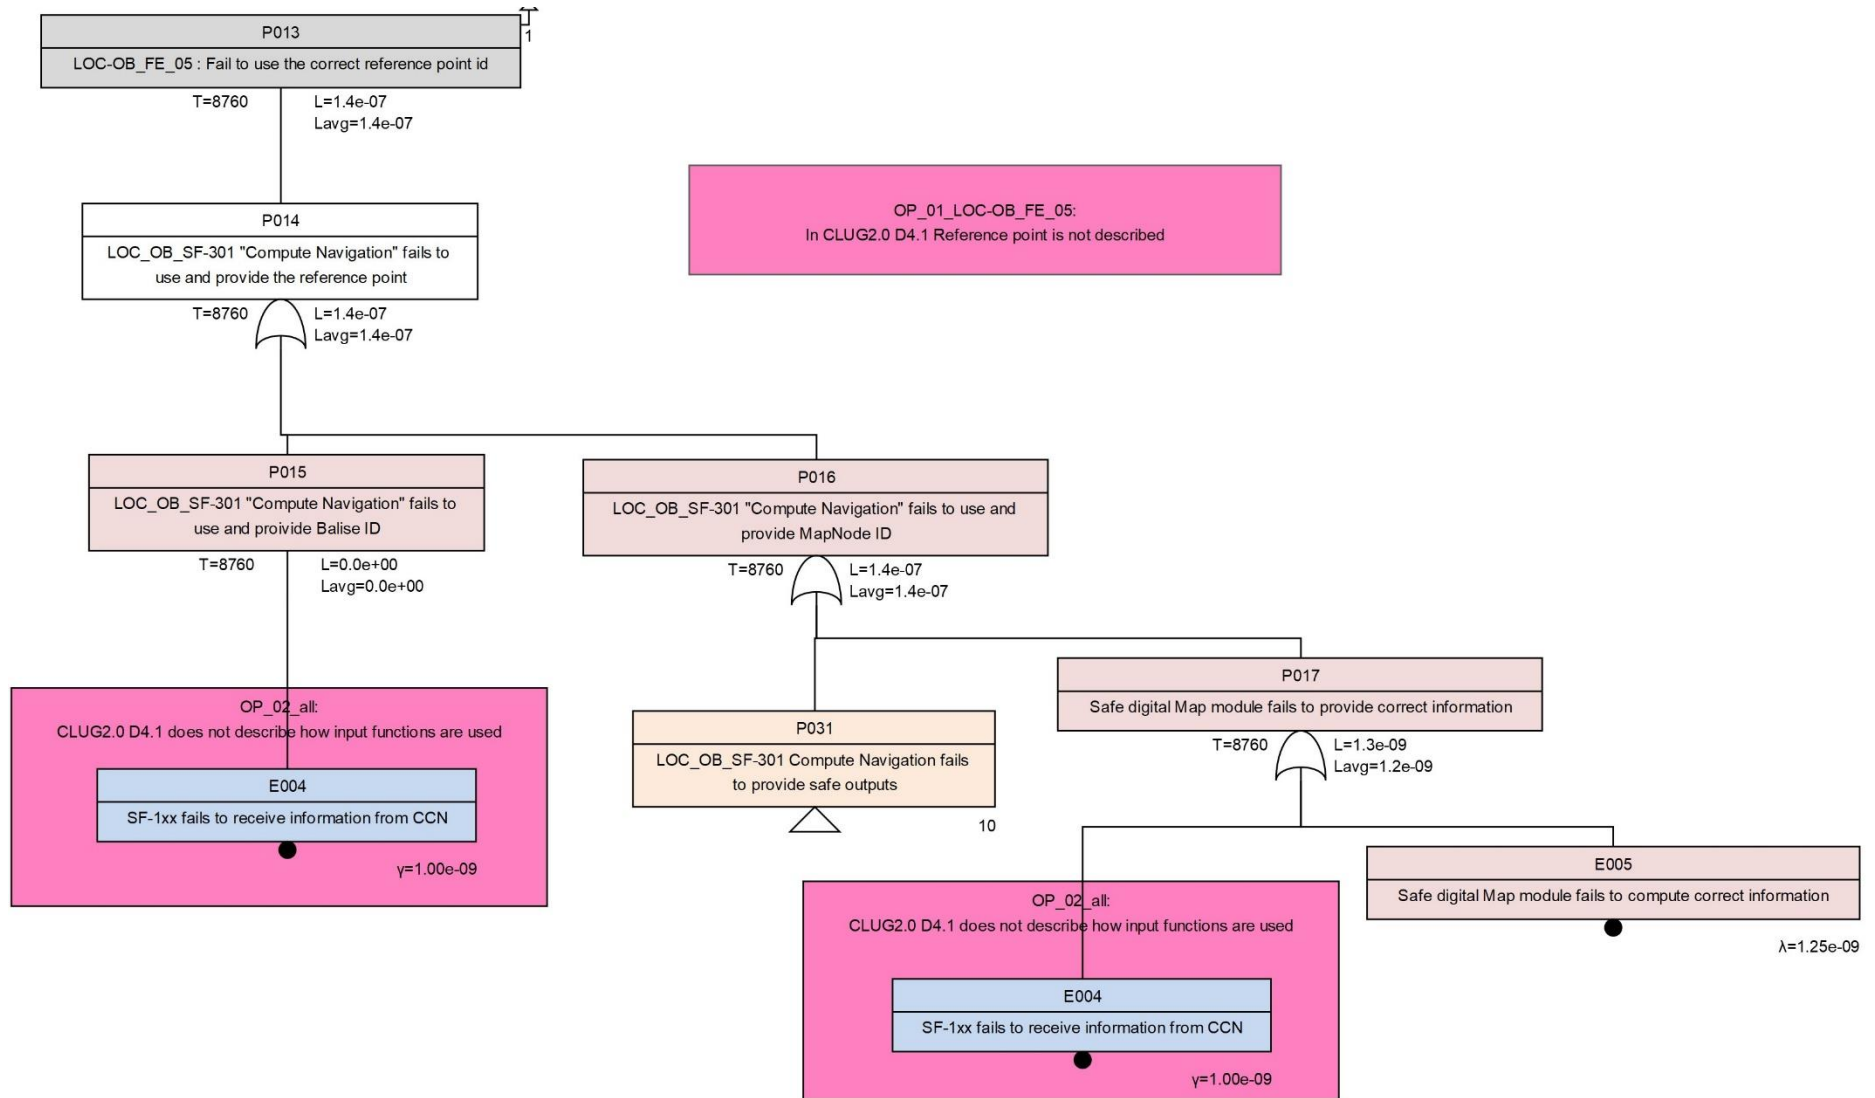 1
P013
LOC-OB_FE_05 : Fail to use the correct reference point id
T=8760
L=1.4e-07
Lavg=1.4e-07
OP_01_LOC-OB_FE_05:
In CLUG2.0 D4.1 Reference point is not described
P014
LOC_OB_SF-301 "Compute Navigation" fails to
use and provide the reference point
T=8760
L=1.4e-07
Lavg=1.4e-07
P015
LOC_OB_SF-301 "Compute Navigation" fails to
use and proivide Balise ID
T=8760
L=0.0e+00
Lavg=0.0e+00
P016
LOC_OB_SF-301 "Compute Navigation" fails to use and
provide MapNode ID
T=8760
L=1.4e-07
Lavg=1.4e-07
OP_02_all:
CLUG2.0 D4.1 does not describe how input functions are used
E004
SF-1xx fails to receive information from CCN
γ=1.00e-09
P031
LOC_OB_SF-301 Compute Navigation fails
to provide safe outputs
10
P017
Safe digital Map module fails to provide correct information
T=8760
L=1.3e-09
Lavg=1.2e-09
OP_02_all:
CLUG2.0 D4.1 does not describe how input functions are used
E004
SF-1xx fails to receive information from CCN
γ=1.00e-09
E005
Safe digital Map module fails to compute correct information
λ=1.25e-09